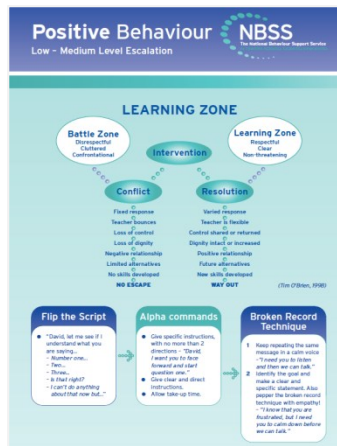 Positive Behaviour
Low – Medium Level Escalation
NBSS
The National Behaviour Support Service
LEARNING ZONE
Battle Zone
Disrespectful
Cluttered
Confrontational
Learning Zone
Respectful
Clear
Non-threatening
Intervention
Conflict
Fixed response
Teacher bounces
Loss of control
Loss of dignity
Negative relationship
Limited alternatives
No skills developed
NO ESCAPE
Resolution
Varied response
Teacher is flexible
Control shared or returned
Dignity intact or increased
Positive relationship
Future alternatives
New skills developed
WAY OUT
(Tim O'Brien, 1998)
Flip the Script
● "David, let me see if I
understand what you
are saying...
- Number one...
- Two...
- Three...
- Is that right?
- I can't do anything
about that now but..."
Alpha commands
● Give specific instructions,
with no more than 2
directions – "David,
I want you to face
forward and start
question one."
● Give clear and direct
instructions.
● Allow take-up time.
Broken Record
Technique
1 Keep repeating the same
message in a calm voice
– "I need you to listen
and then we can talk."
2 Identify the goal and
make a clear and
specific statement. Also
pepper the broken record
technique with empathy!
– "I know that you are
frustrated, but I need
you to calm down before
we can talk."